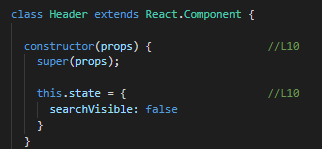 class Header extends React.Component {
constructor(props) { //L10
super(props);
this.state = { //L10
searchVisible: false
}
}